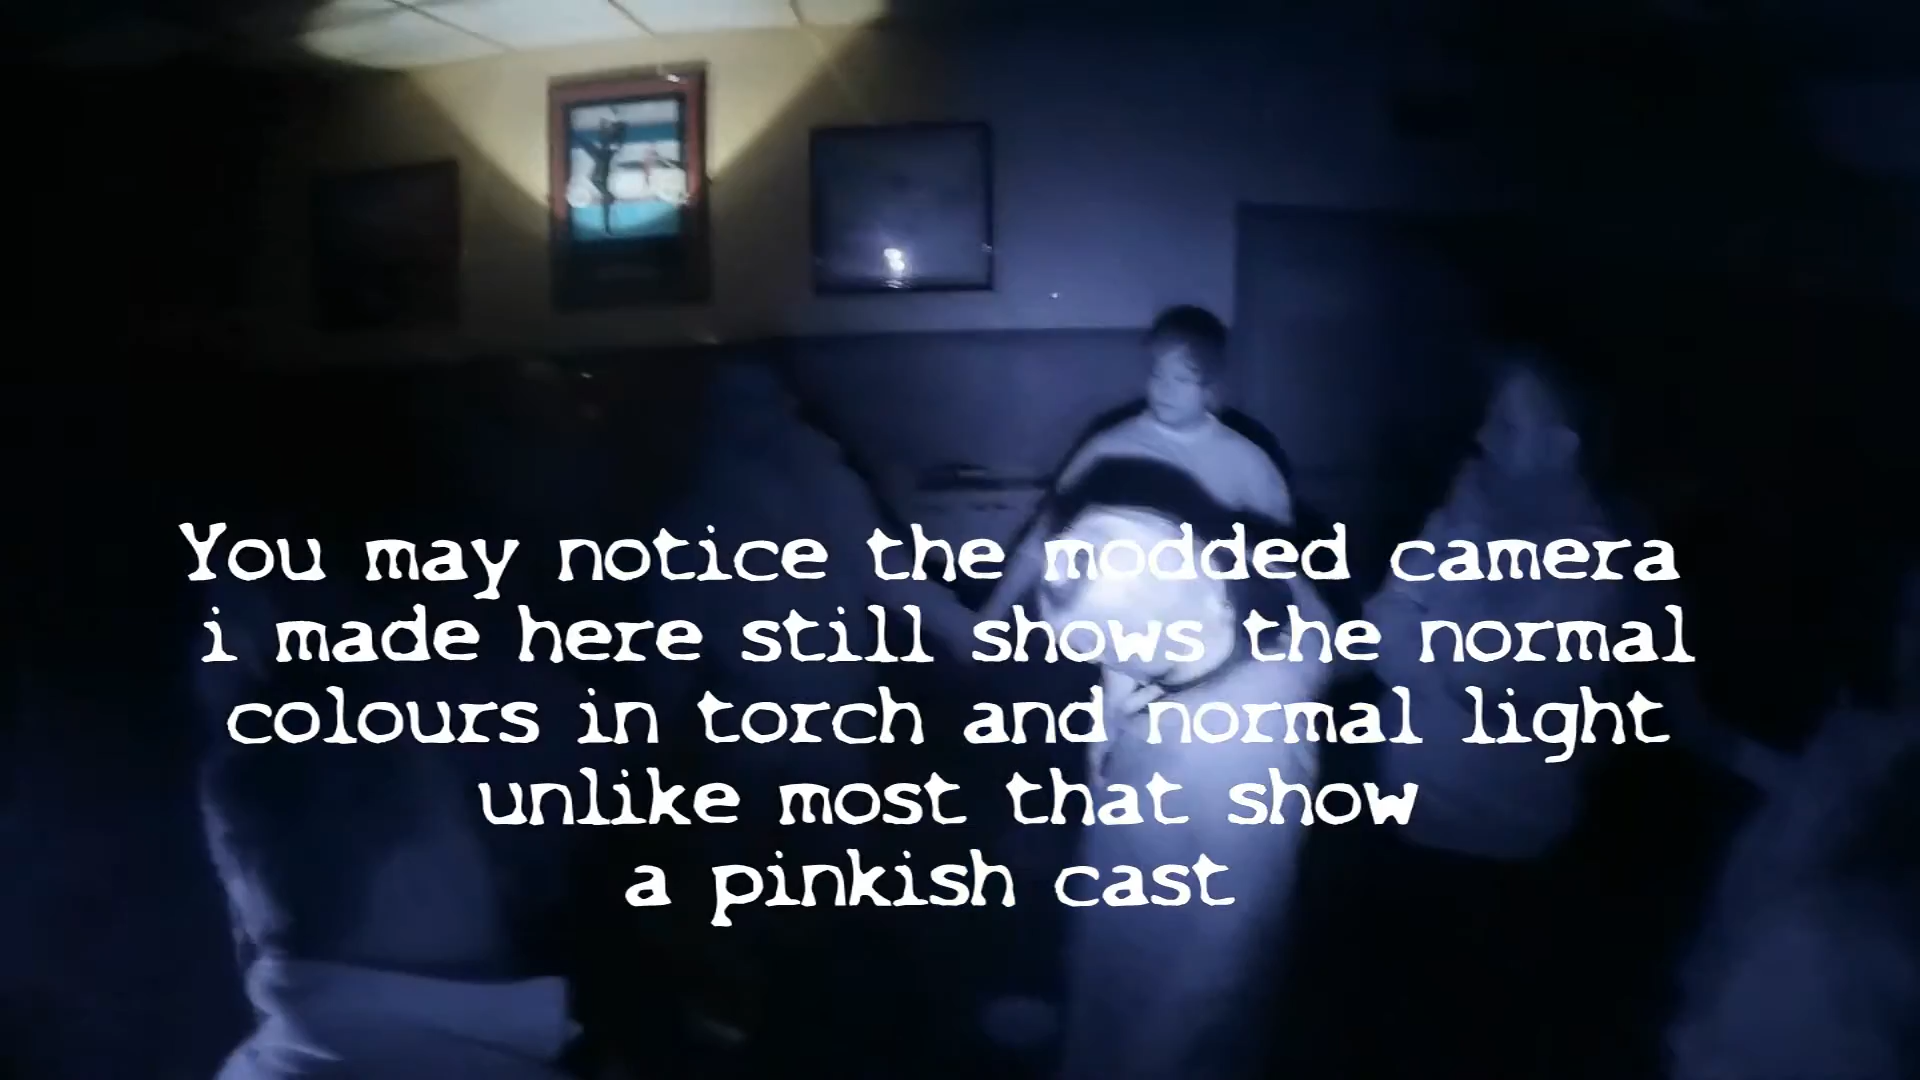 You may notice the modded camera
i made here still shows the normal
colours in torch and normal light
unlike most that show
a pinkish cast